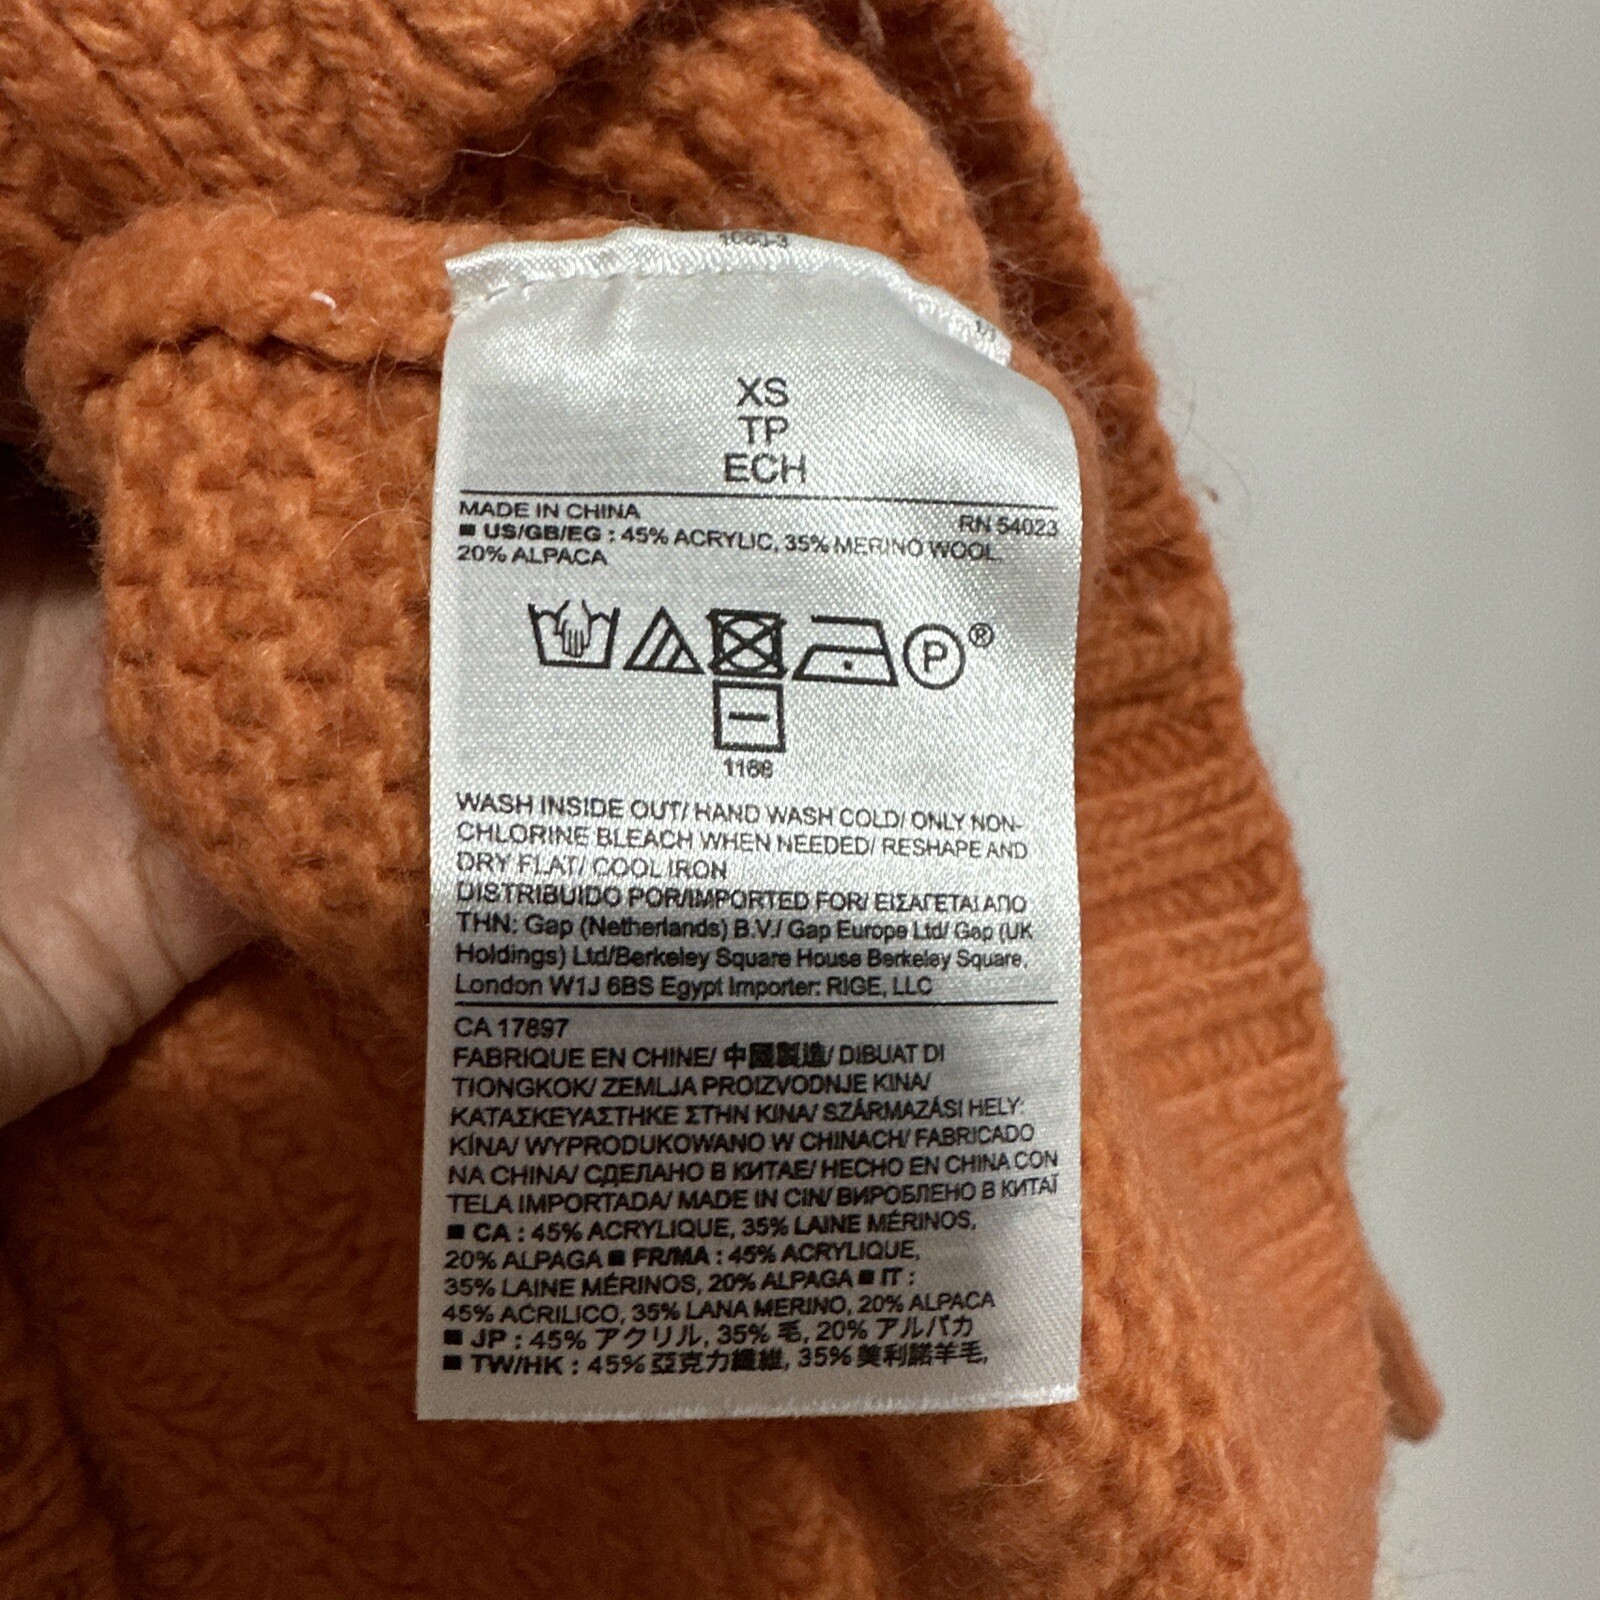 XS
TP
ECH
MADE IN CHINA RN 54023
■ US/GB/EG : 45% ACRYLIC, 35% MERINO WOOL,
20% ALPACA
P®
1166
WASH INSIDE OUT/ HAND WASH COLD/ ONLY NON-
CHLORINE BLEACH WHEN NEEDED/ RESHAPE AND
DRY FLAT/ COOL IRON
DISTRIBUIDO POR/IMPORTED FOR/ ΕΙΣΑΓΕΤΑΙ ΑΠΟ
THN: Gap (Netherlands) B.V./ Gap Europe Ltd/ Gap (UK
Holdings) Ltd/Berkeley Square House Berkeley Square,
London W1J 6BS Egypt Importer: RIGE, LLC
CA 17897
FABRIQUE EN CHINE/ 中國製造/ DIBUAT DI
TIONGKOK/ ZEMLJA PROIZVODNJE KINA/
ΚΑΤΑΣΚΕΥΑΣΤΗΚΕ ΣΤΗΝ ΚΙΝΑ/ SZÁRMAZÁSI HELY:
KÍNA/ WYPRODUKOWANO W CHINACH/ FABRICADO
NA CHINA/ СДЕЛАНО В КИТАЕ/ HECHO EN CHINA CON
TELA IMPORTADA/ MADE IN CIN/ ВИРОБЛЕНО В КИТАЇ
■ CA : 45% ACRYLIQUE, 35% LAINE MÉRINOS,
20% ALPAGA ■ FR/MA : 45% ACRYLIQUE,
35% LAINE MÉRINOS, 20% ALPAGA ■ IT :
45% ACRILICO, 35% LANA MERINO, 20% ALPACA
■ JP : 45% アクリル, 35% 毛, 20% アルパカ
■ TW/HK : 45% 亞克力纖維, 35% 美利諾羊毛,